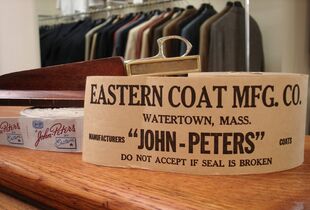 EASTERN COAT MFG. CO.
WATERTOWN, MASS.
MANUFACTURERS "JOHN-PETERS" COATS
DO NOT ACCEPT IF SEAL IS BROKEN
John Peters